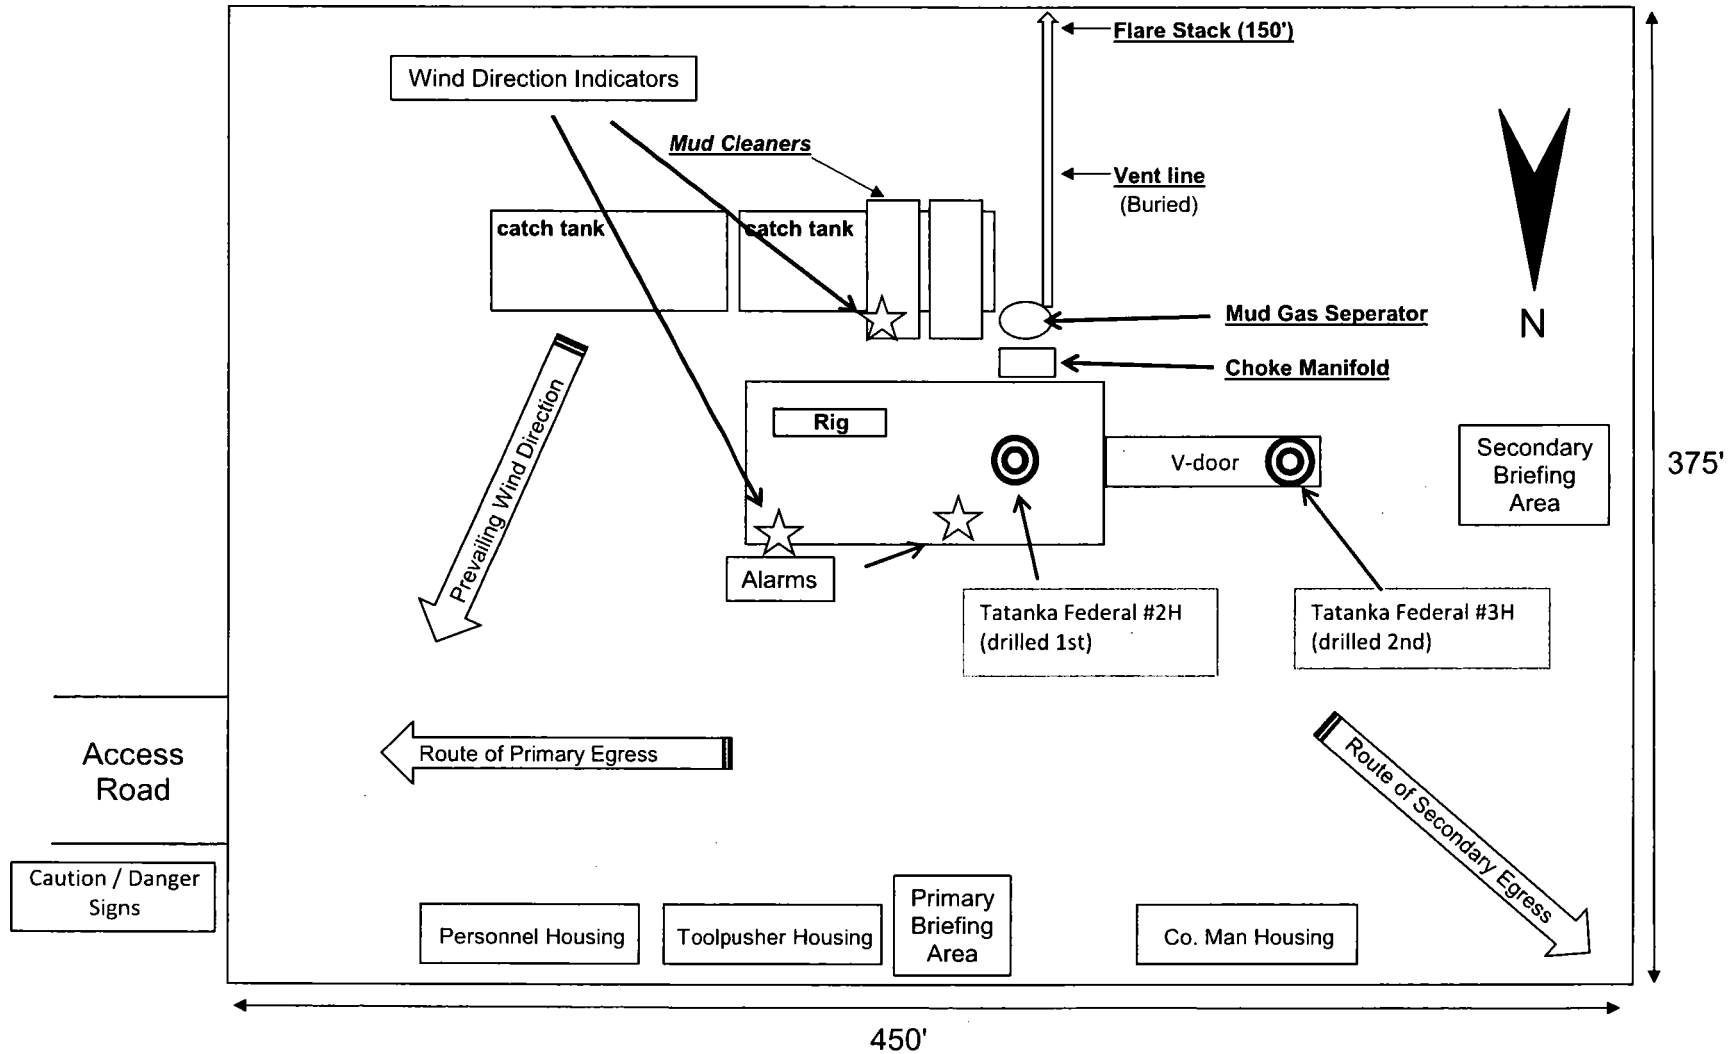 Flare Stack (150')
Wind Direction Indicators
Mud Cleaners
Vent line
(Buried)
catch tank
catch tank
N
Mud Gas Seperator
Choke Manifold
Prevailing Wind Direction
Rig
V-door
Secondary
Briefing
Area
375'
Alarms
Tatanka Federal #2H
(drilled 1st)
Tatanka Federal #3H
(drilled 2nd)
Access
Road
Route of Primary Egress
Route of Secondary Egress
Caution / Danger
Signs
Personnel Housing
Toolpusher Housing
Primary
Briefing
Area
Co. Man Housing
450'